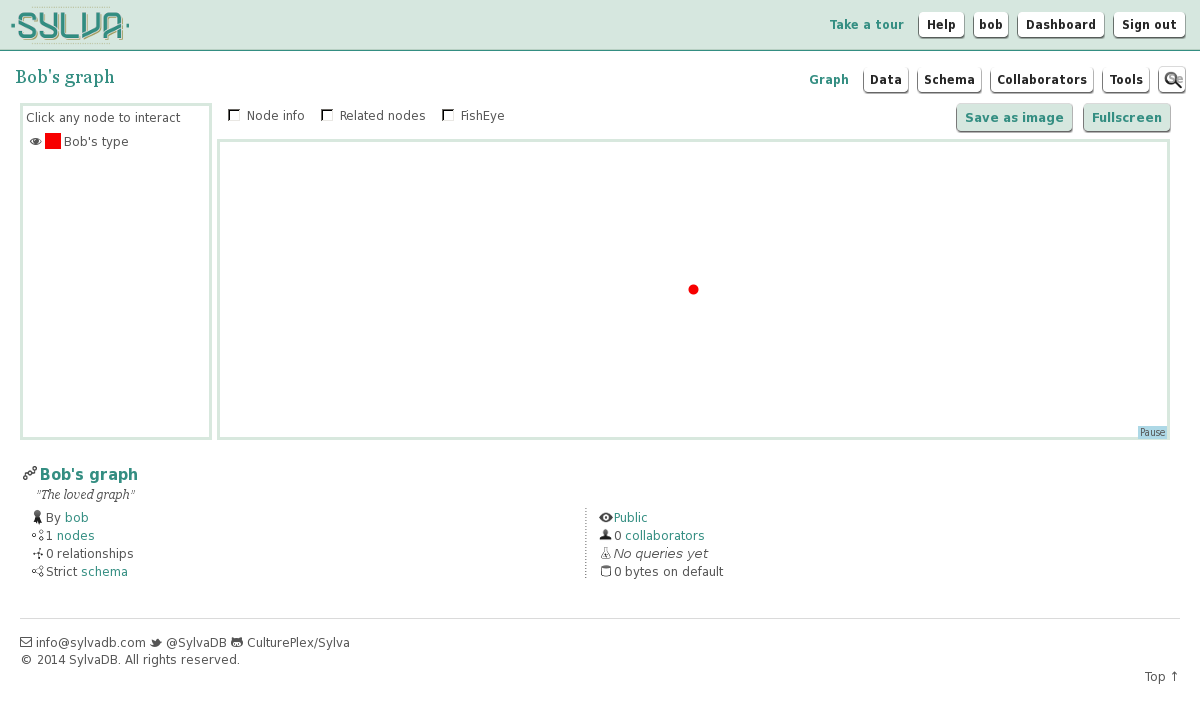 SYLVA
Take a tour Help bob Dashboard Sign out
Bob's graph
Graph Data Schema Collaborators Tools Se
Click any node to interact
Bob's type
Node info Related nodes FishEye
Save as image Fullscreen
Pause
Bob's graph
"The loved graph"
By bob
1 nodes
0 relationships
Strict schema
Public
0 collaborators
No queries yet
0 bytes on default
info@sylvadb.com @SylvaDB CulturePlex/Sylva
© 2014 SylvaDB. All rights reserved.
Top ↑